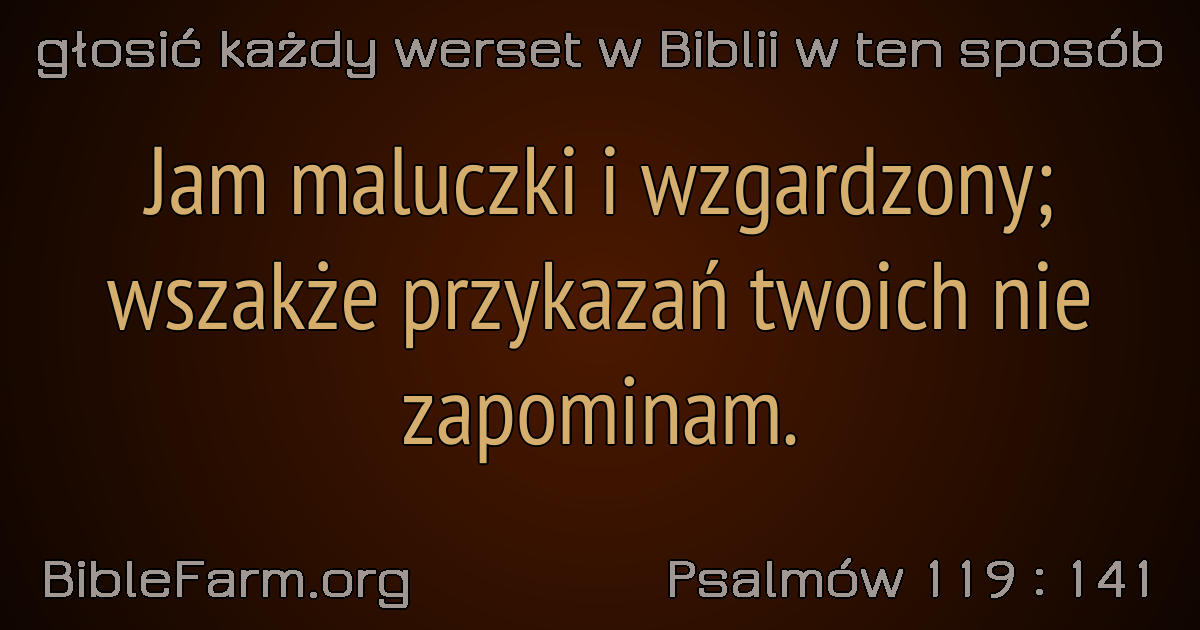 głosić każdy werset w Biblii w ten sposób
Jam maluczki i wzgardzony;
wszakże przykazań twoich nie
zapominam.
BibleFarm.org
Psalmów 119 : 141